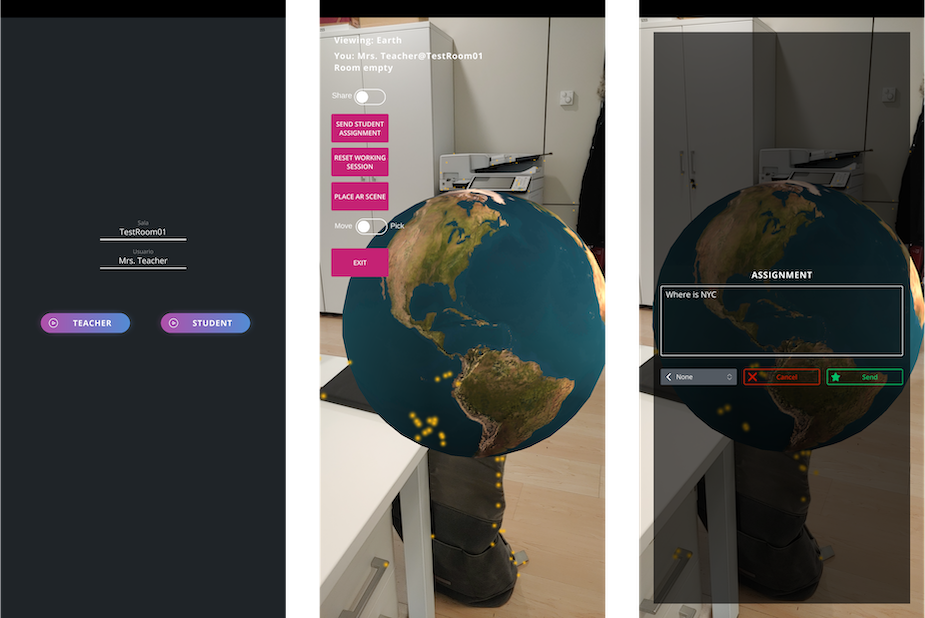 Sala
TestRoom01
Usuario
Mrs. Teacher
TEACHER
STUDENT
Viewing: Earth
You: Mrs. Teacher@TestRoom01
Room empty
Share
SEND STUDENT
ASSIGNMENT
RESET WORKING
SESSION
PLACE AR SCENE
Move
Pick
EXIT
ASSIGNMENT
Where is NYC
None
Cancel
Send